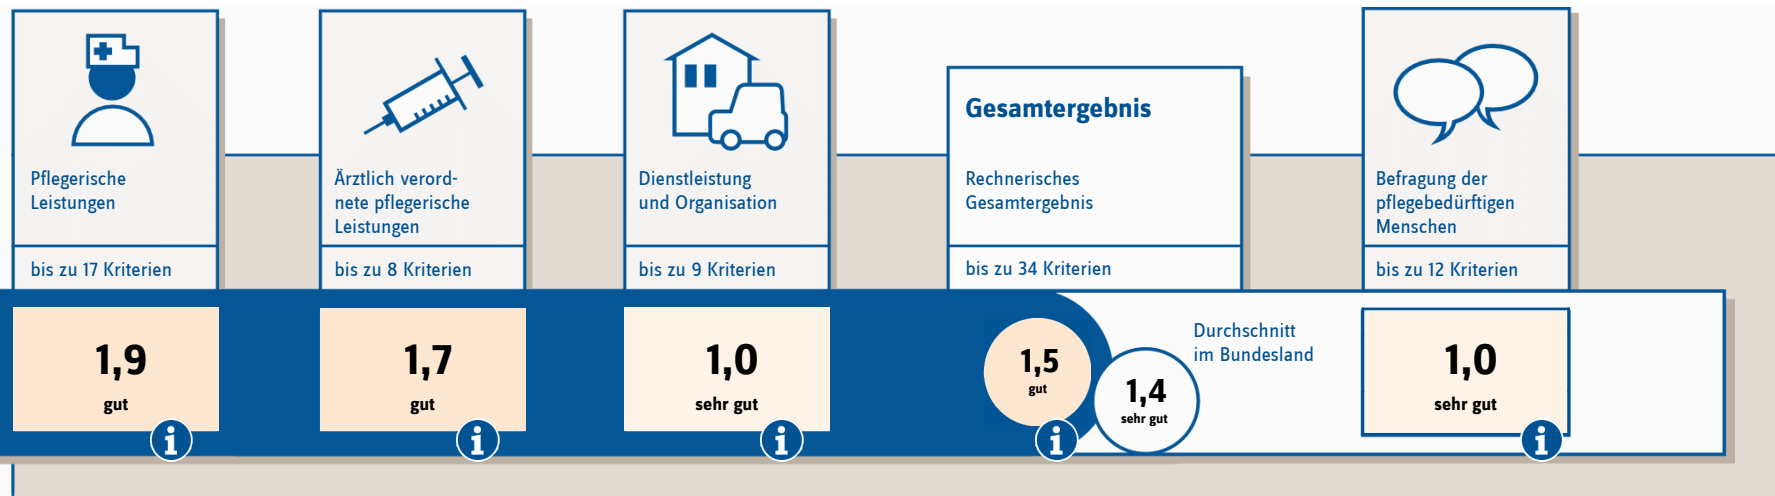 Pflegerische
Leistungen
bis zu 17 Kriterien
1,9
gut
i
Ärztlich verord-
nete pflegerische
Leistungen
bis zu 8 Kriterien
1,7
gut
i
Dienstleistung
und Organisation
bis zu 9 Kriterien
1,0
sehr gut
i
Gesamtergebnis
Rechnerisches
Gesamtergebnis
bis zu 34 Kriterien
1,5
gut
i
1,4
sehr gut
Durchschnitt
im Bundesland
Befragung der
pflegebedürftigen
Menschen
bis zu 12 Kriterien
1,0
sehr gut
i